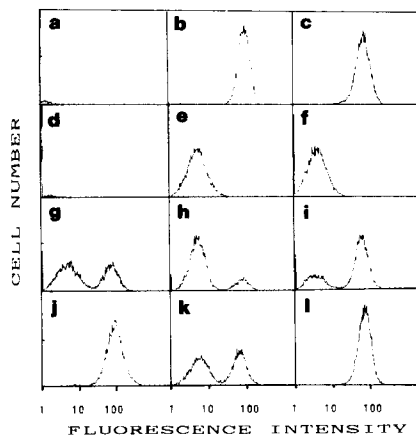 a b c
d e f
g h i
j k l
CELL NUMBER
1 10 100 1 10 100 1 10 100
FLUORESCENCE INTENSITY